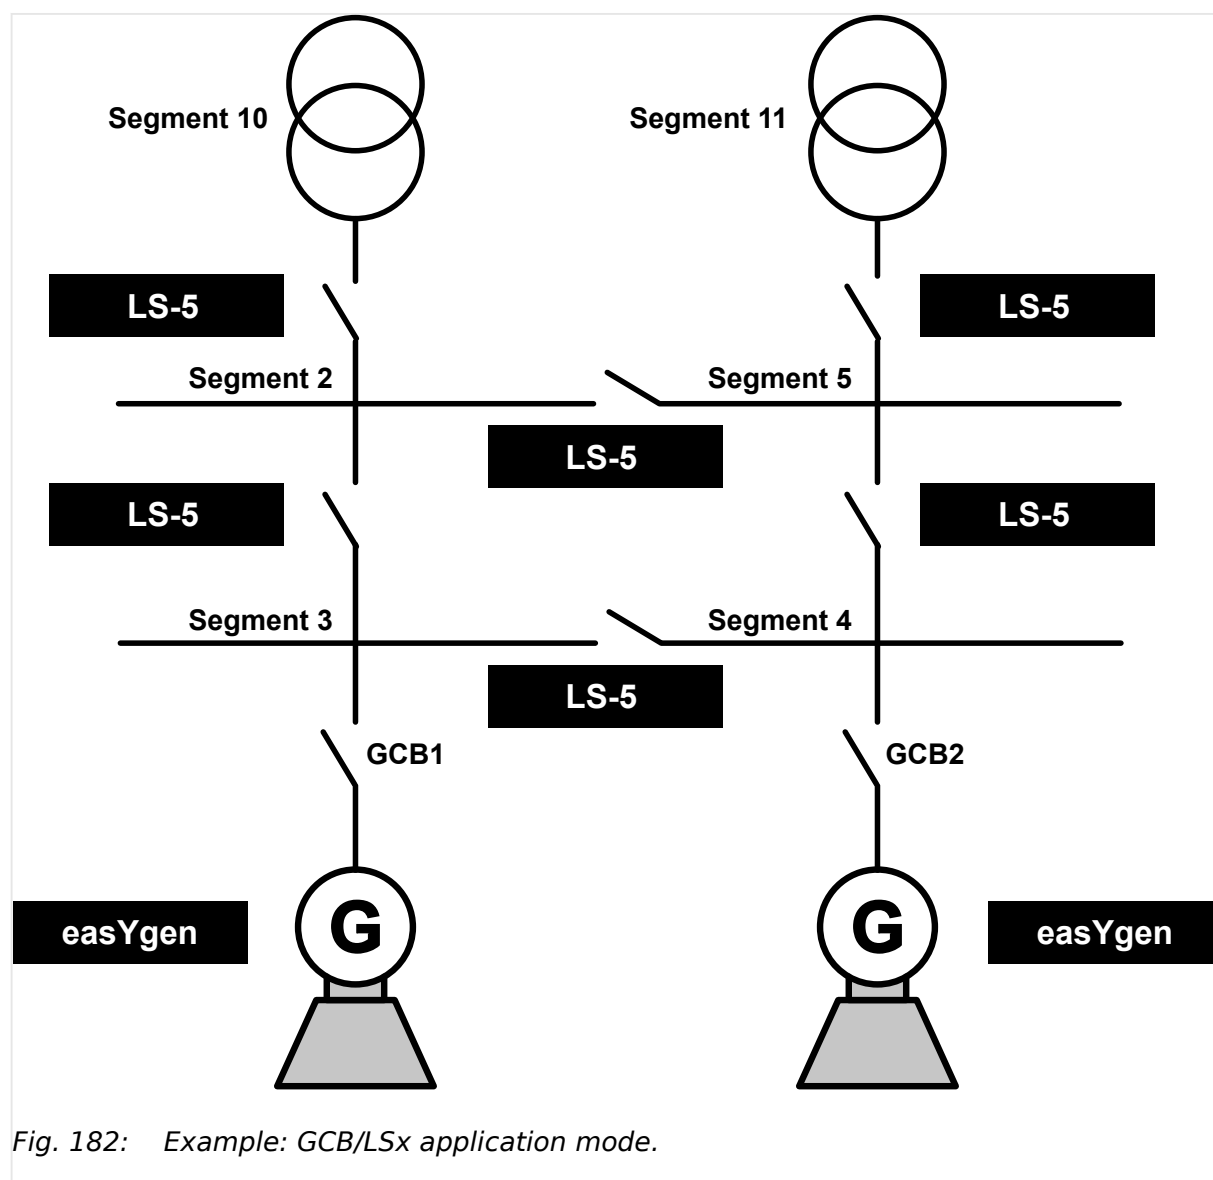 Segment 10
Segment 11
LS-5
LS-5
Segment 2
Segment 5
LS-5
LS-5
LS-5
Segment 3
Segment 4
LS-5
GCB1
GCB2
G
G
easYgen
easYgen
Fig. 182: Example: GCB/LSx application mode.